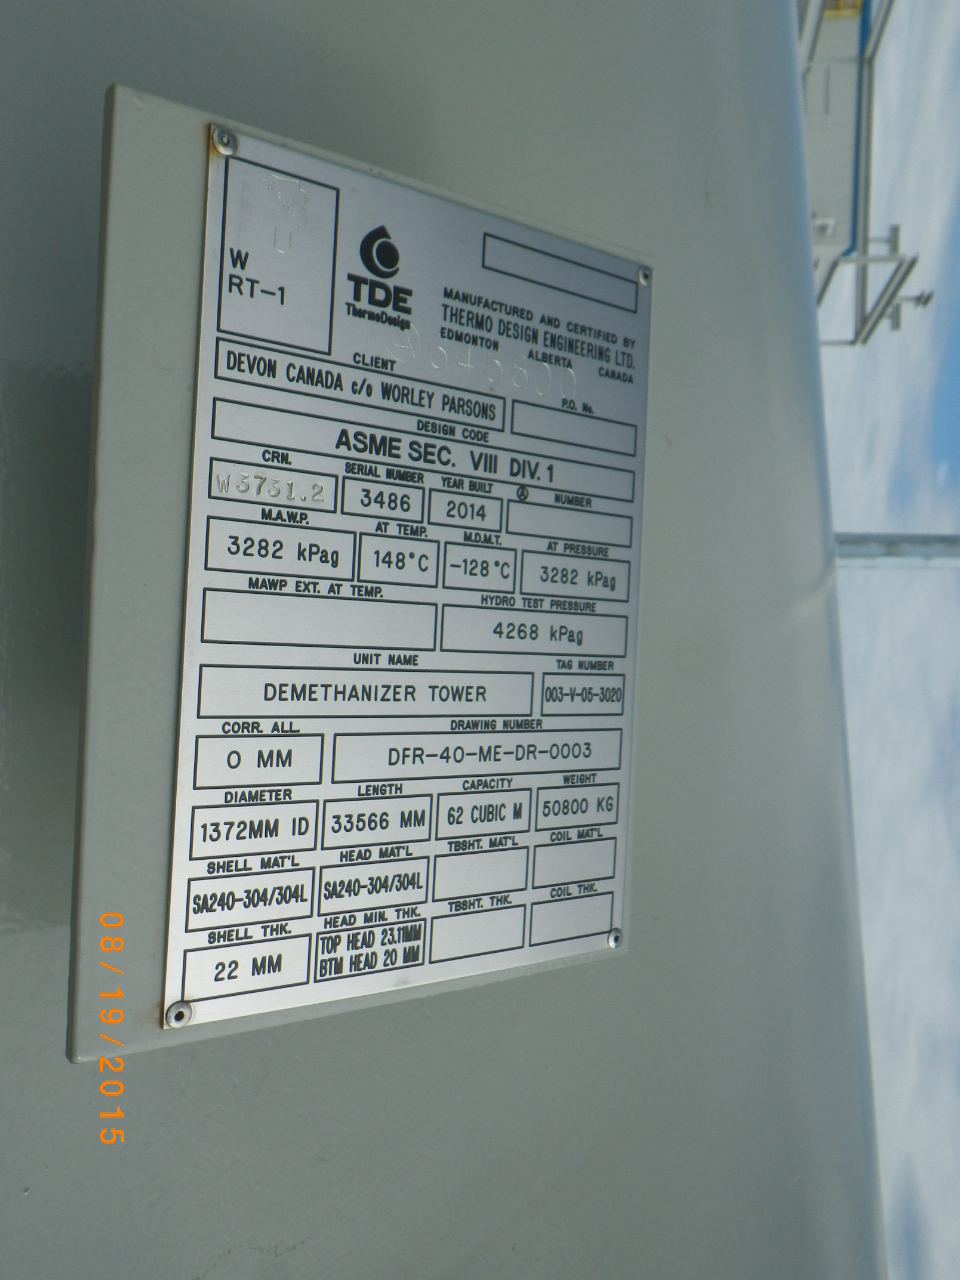 W
RT-1
TDE
ThermoDesign
MANUFACTURED AND CERTIFIED BY
THERMO DESIGN ENGINEERING LTD.
EDMONTON ALBERTA CANADA
CLIENT
DEVON CANADA c/o WORLEY PARSONS
P.O. No.
DESIGN CODE
ASME SEC. VIII DIV. 1
CRN. SERIAL NUMBER YEAR BUILT Ⓐ NUMBER
W3731.2 3486 2014
M.A.W.P. AT TEMP. M.D.M.T. AT PRESSURE
3282 kPag 148°C -128°C 3282 kPag
MAWP EXT. AT TEMP. HYDRO TEST PRESSURE
4268 kPag
UNIT NAME TAG NUMBER
DEMETHANIZER TOWER 003-V-05-3020
CORR. ALL. DRAWING NUMBER
0 MM DFR-40-ME-DR-0003
DIAMETER LENGTH CAPACITY WEIGHT
1372MM ID 33566 MM 62 CUBIC M 50800 KG
SHELL MAT'L HEAD MAT'L TBSHT. MAT'L COIL MAT'L
SA240-304/304L SA240-304/304L
SHELL THK. HEAD MIN. THK. TBSHT. THK. COIL THK.
22 MM TOP HEAD 23.11MM
BTM HEAD 20 MM
08/19/2015